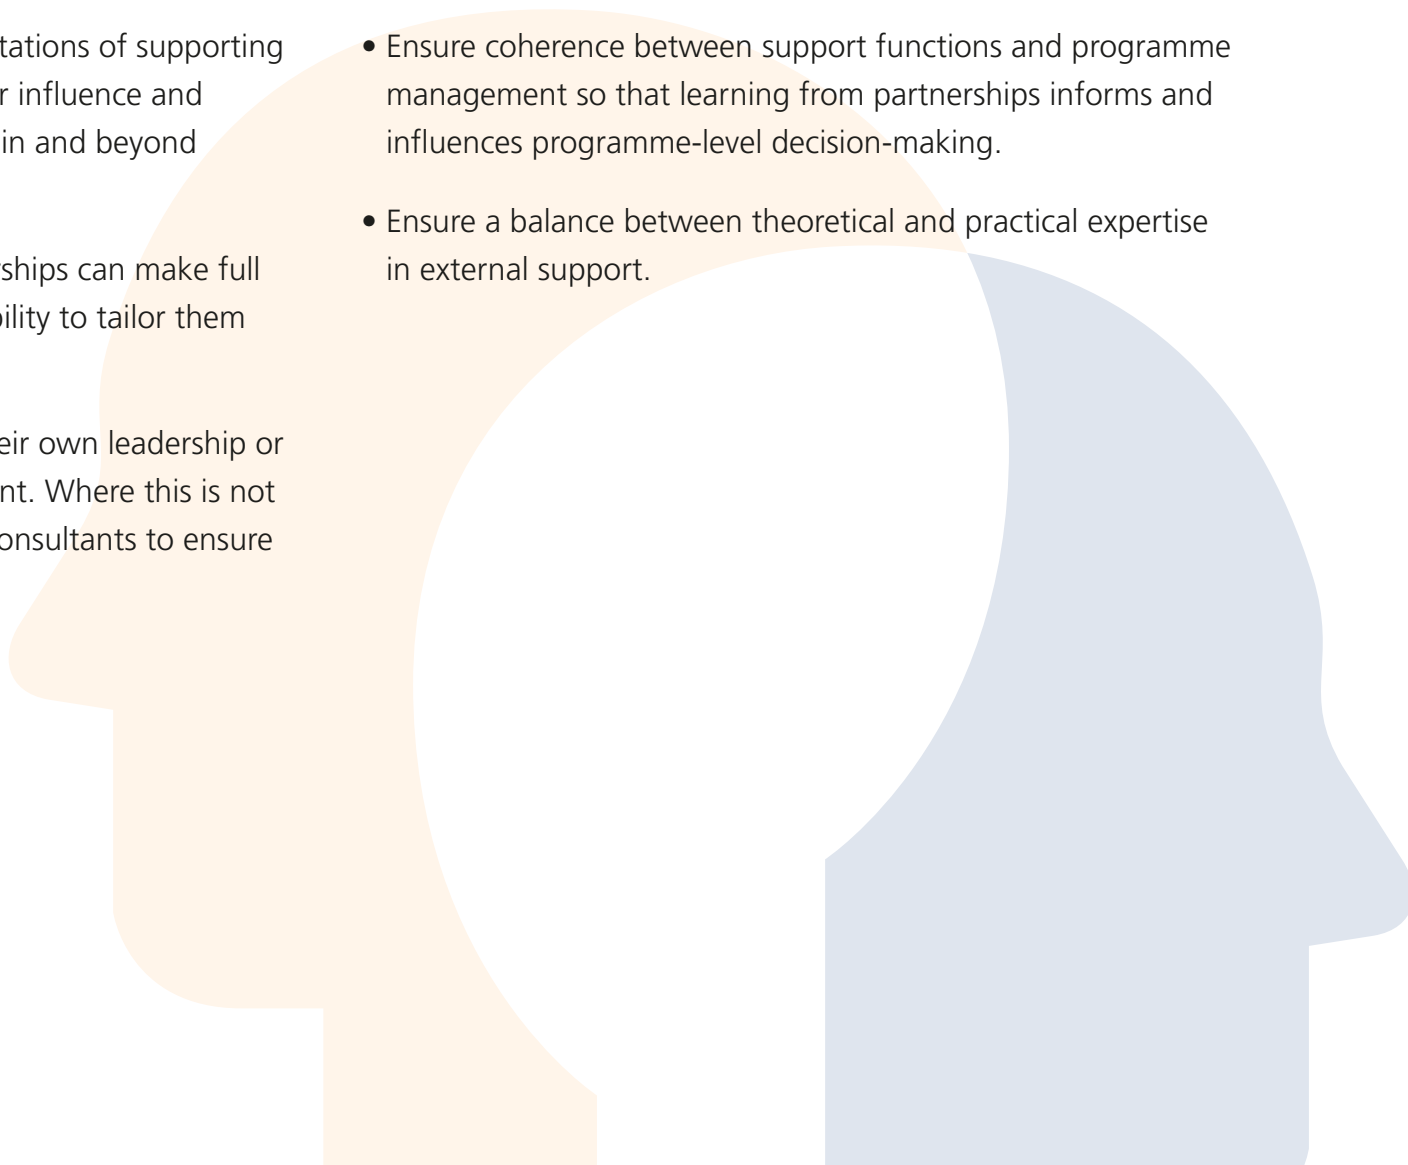 tations of supporting
r influence and
in and beyond
ships can make full
ility to tailor them
eir own leadership or
nt. Where this is not
onsultants to ensure
• Ensure coherence between support functions and programme
management so that learning from partnerships informs and
influences programme-level decision-making.
• Ensure a balance between theoretical and practical expertise
in external support.